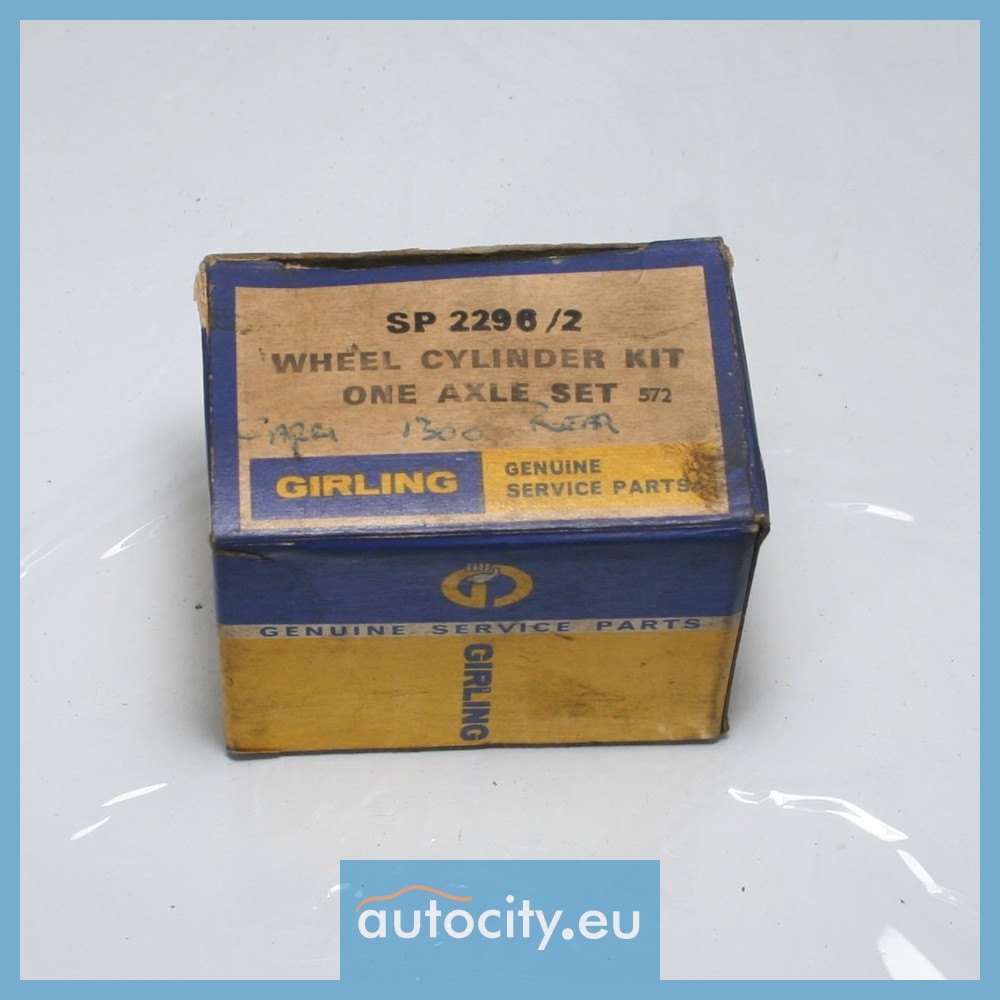 SP 2296/2
WHEEL CYLINDER KIT
ONE AXLE SET 572
CAPRI 1300 REAR
GIRLING
GENUINE
SERVICE PARTS
GENUINE SERVICE PARTS
GIRLING
autocity.eu